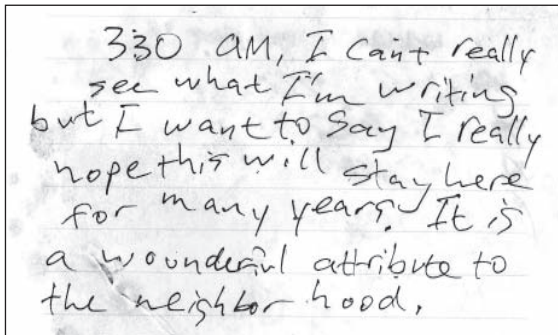 330 am, I can't really
see what I'm writing
but I want to say I really
hope this will stay here
for many years. It is
a wounderful attribute to
the neighbor hood.